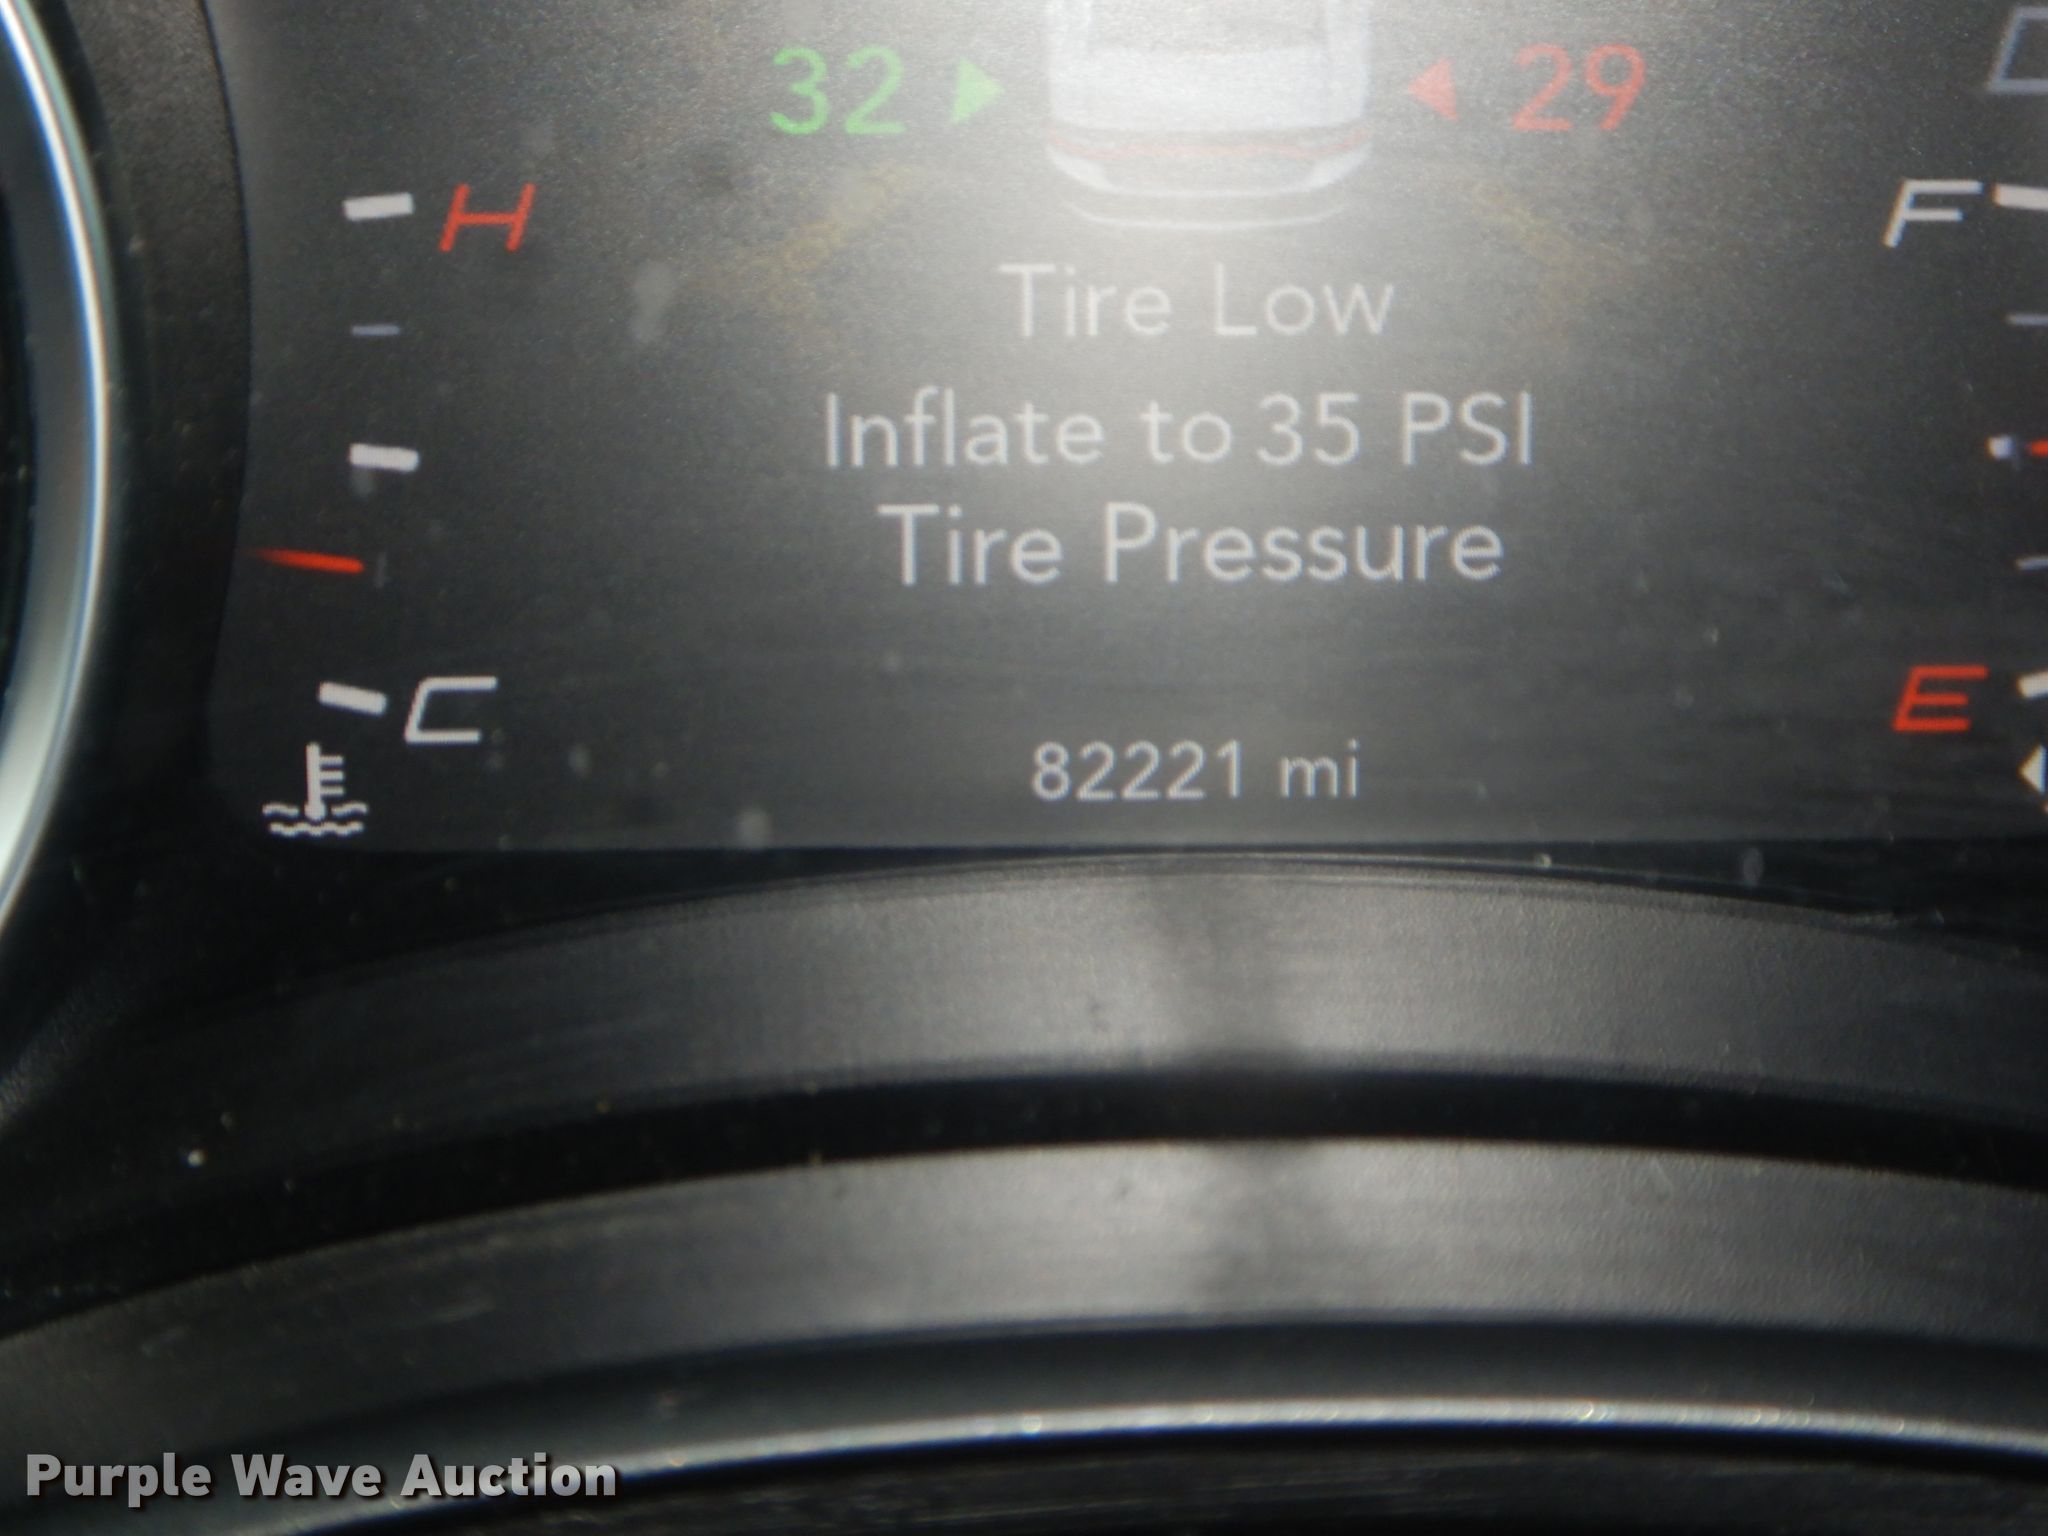 32 29
H F
Tire Low
Inflate to 35 PSI
Tire Pressure
C E
82221 mi
Purple Wave Auction